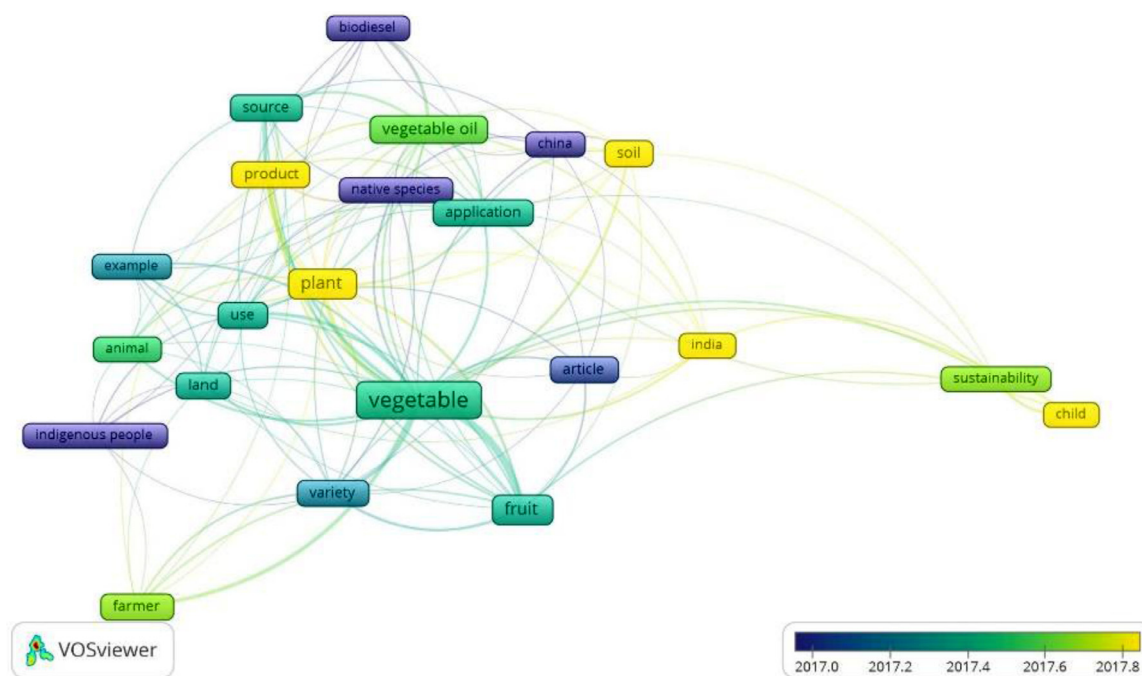 biodiesel
source
vegetable oil
china
soil
product
native species
application
example
plant
use
india
animal
article
land
sustainability
vegetable
child
indigenous people
variety
fruit
farmer
VOSviewer
2017.0 2017.2 2017.4 2017.6 2017.8